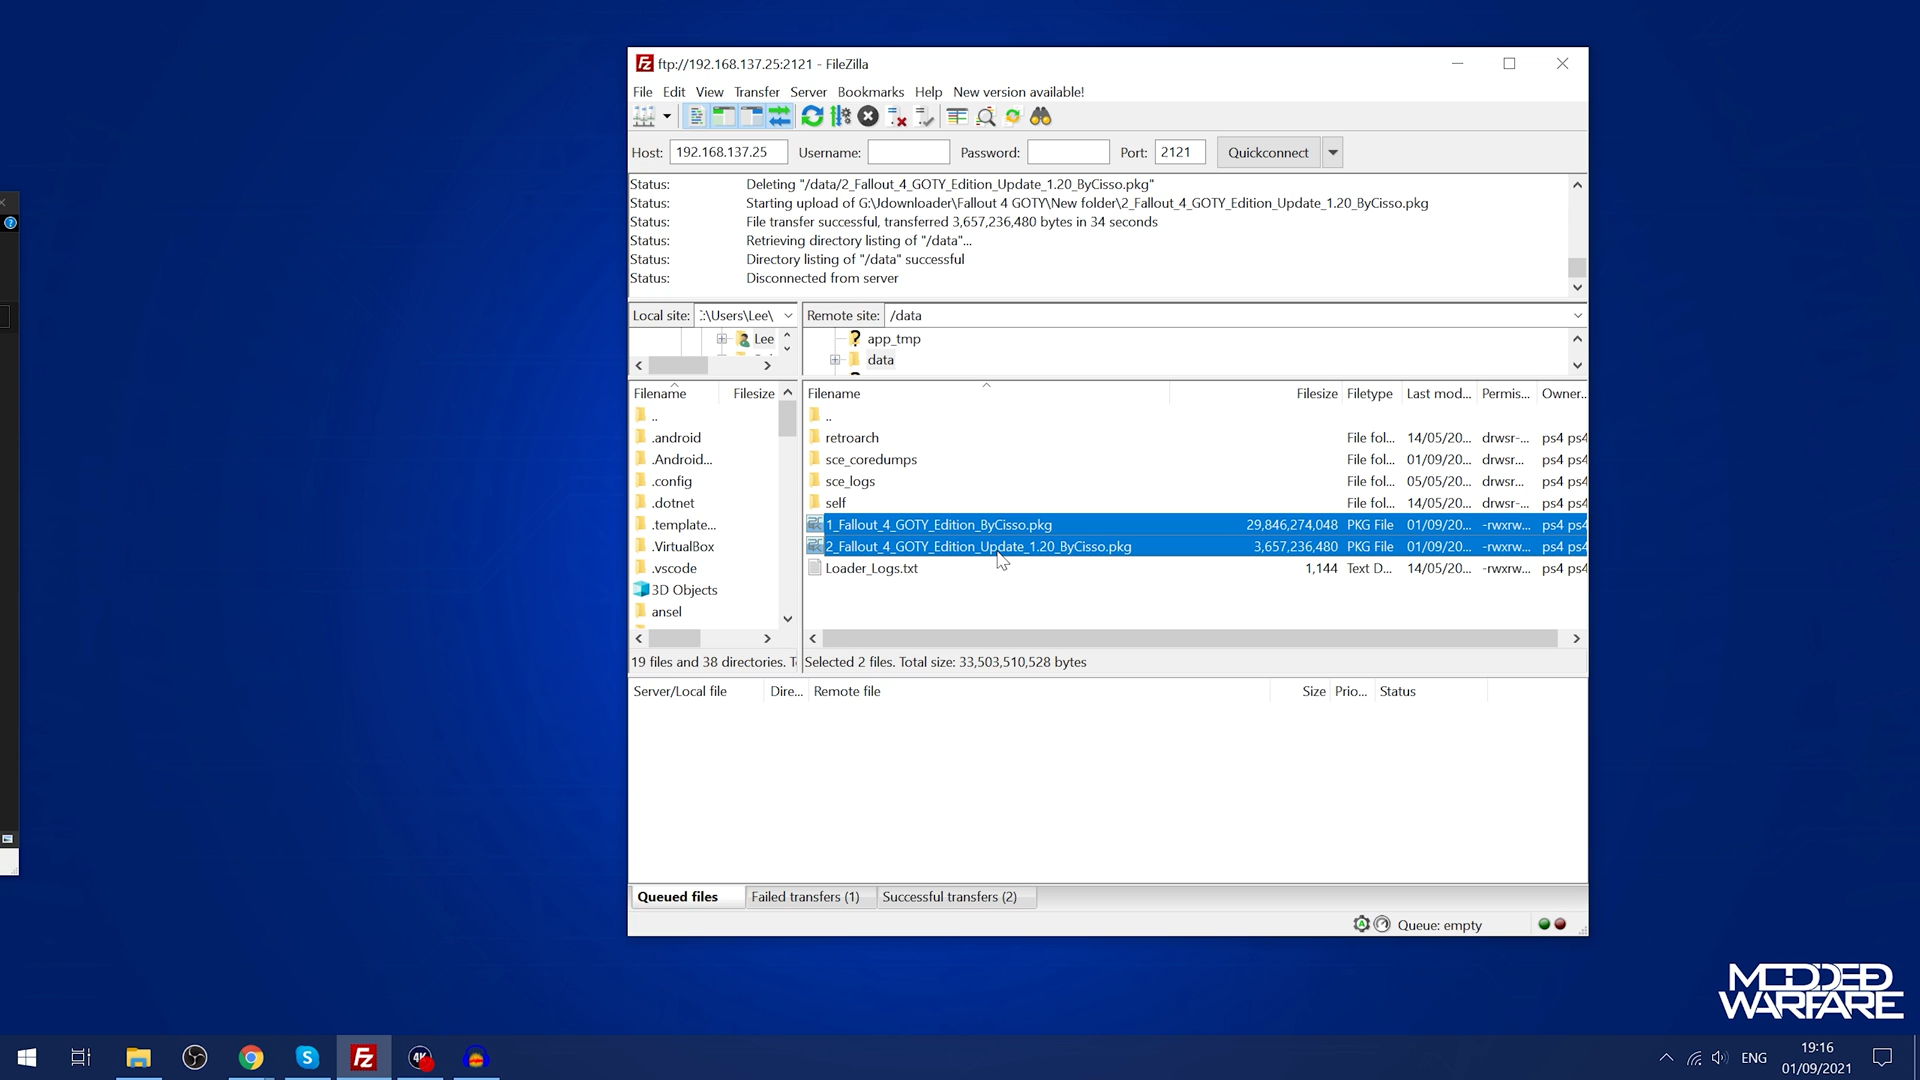 ftp://192.168.137.25:2121 - FileZilla
File Edit View Transfer Server Bookmarks Help New version available!
Host: 192.168.137.25 Username: Password: Port: 2121 Quickconnect
Status: Deleting "/data/2_Fallout_4_GOTY_Edition_Update_1.20_ByCisso.pkg"
Status: Starting upload of G:\Jdownloader\Fallout 4 GOTY\New folder\2_Fallout_4_GOTY_Edition_Update_1.20_ByCisso.pkg
Status: File transfer successful, transferred 3,657,236,480 bytes in 34 seconds
Status: Retrieving directory listing of "/data"...
Status: Directory listing of "/data" successful
Status: Disconnected from server
Local site: :\Users\Lee\ Remote site: /data
Lee
app_tmp
data
Filename Filesize
..
.android
.Android...
.config
.dotnet
.template...
.VirtualBox
.vscode
3D Objects
ansel
19 files and 38 directories. T
Filename Filesize Filetype Last mod... Permis... Owner...
..
retroarch File fol... 14/05/20... drwsr-... ps4 ps4
sce_coredumps File fol... 01/09/20... drwsr... ps4 ps4
sce_logs File fol... 05/05/20... drwsr... ps4 ps4
self File fol... 14/05/20... drwsr-... ps4 ps4
1_Fallout_4_GOTY_Edition_ByCisso.pkg 29,846,274,048 PKG File 01/09/20... -rwxrw... ps4 ps4
2_Fallout_4_GOTY_Edition_Update_1.20_ByCisso.pkg 3,657,236,480 PKG File 01/09/20... -rwxrw... ps4 ps4
Loader_Logs.txt 1,144 Text D... 14/05/20... -rwxrw... ps4 ps4
Selected 2 files. Total size: 33,503,510,528 bytes
Server/Local file Dire... Remote file Size Prio... Status
Queued files Failed transfers (1) Successful transfers (2)
Queue: empty
MODDED
WARFARE
4K
ENG
19:16
01/09/2021